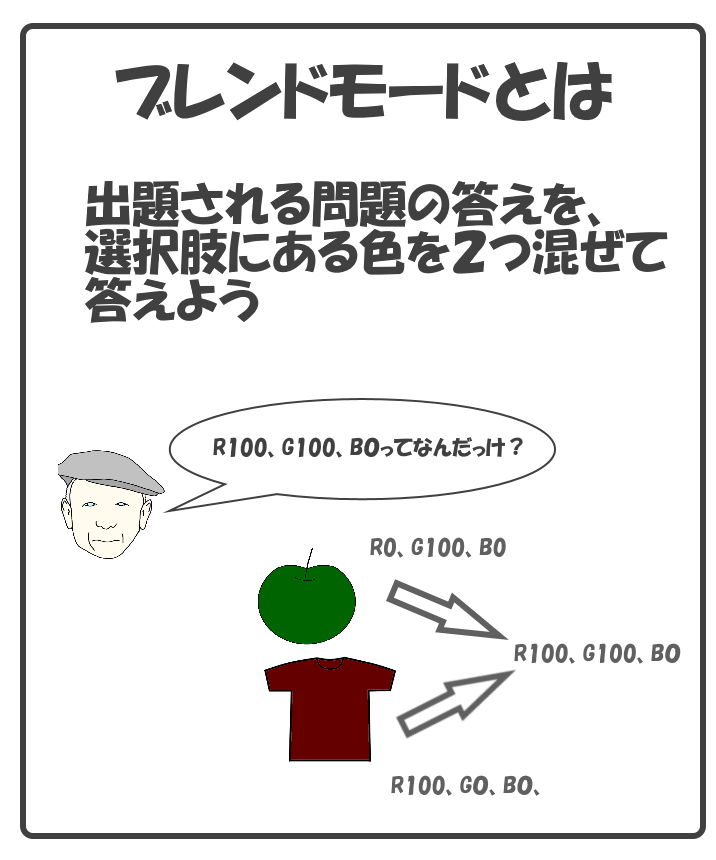 ブレンドモードとは
出題される問題の答えを、
選択肢にある色を2つ混ぜて
答えよう
R100、G100、B0ってなんだっけ？
R0、G100、B0
R100、G100、B0
R100、G0、B0、